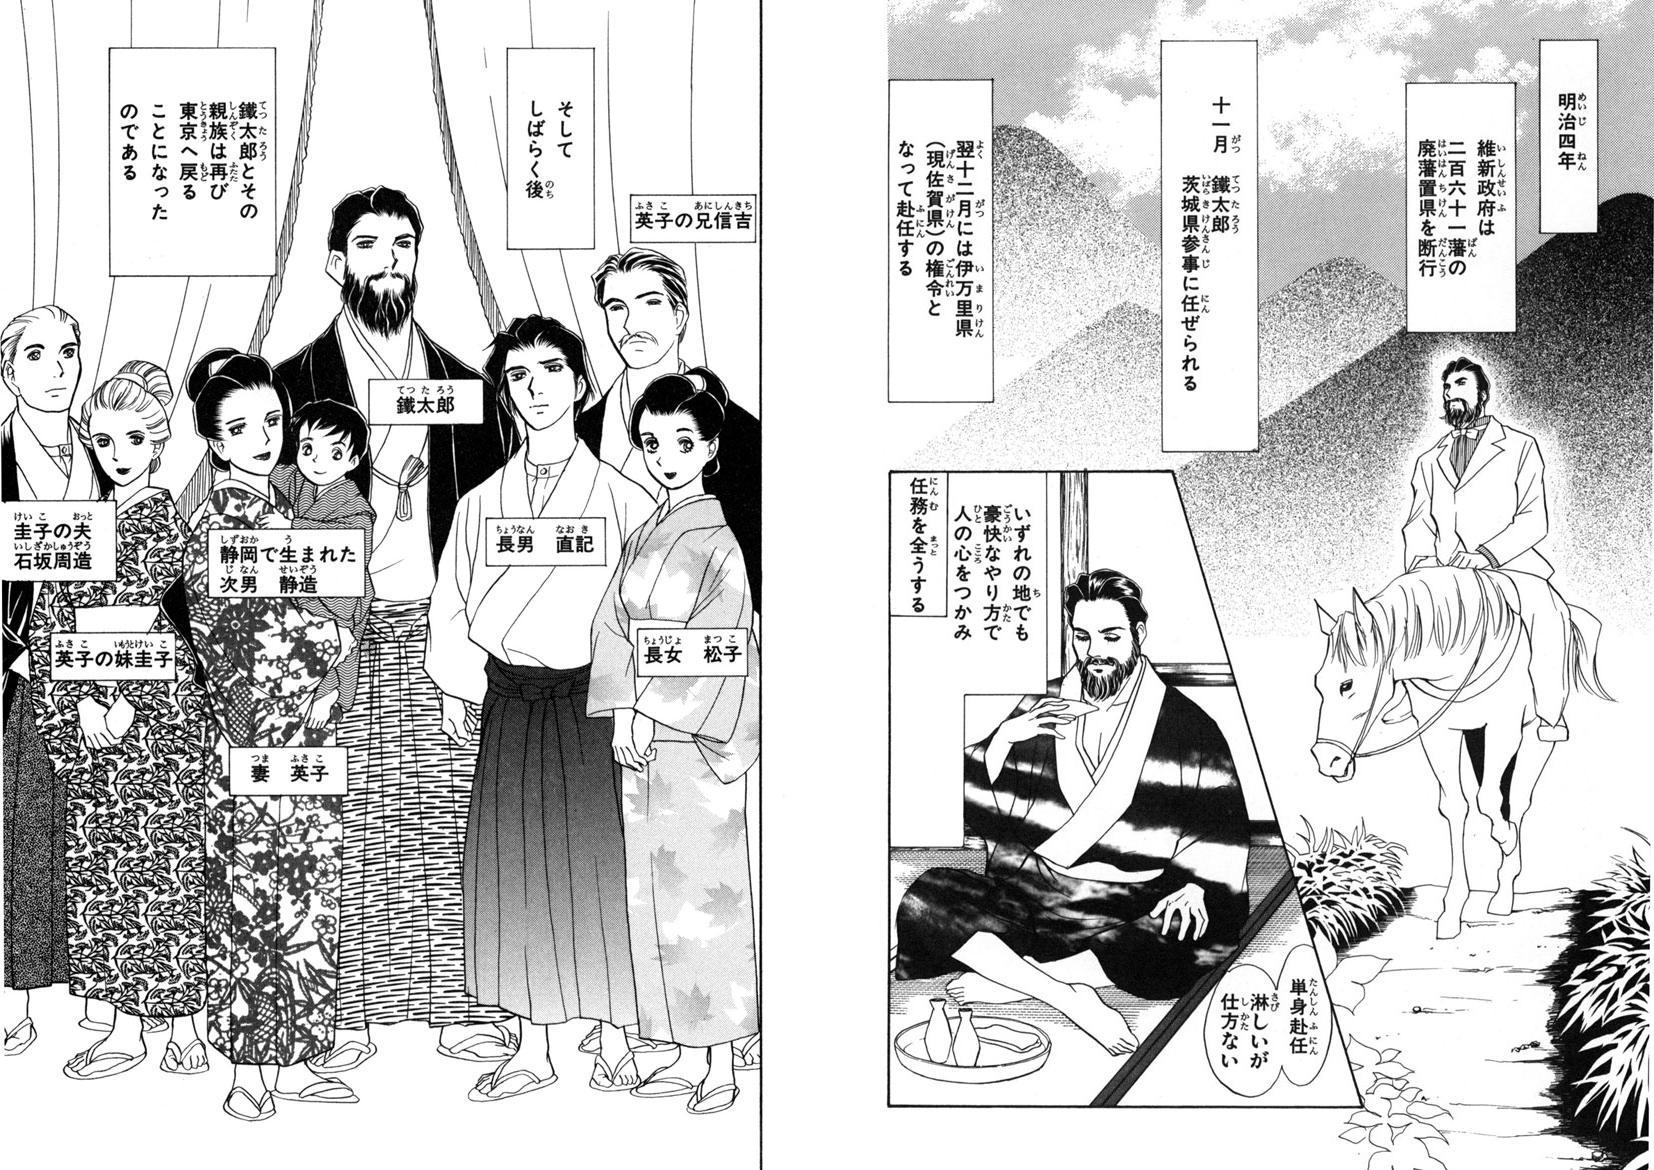 明治四年
維新政府は
二百六十一藩の
廃藩置県を断行
十一月 鐵太郎
茨城県参事に任ぜられる
翌十二月には伊万里県
（現佐賀県）の権令と
なって赴任する
いずれの地でも
豪快なやり方で
人の心をつかみ
任務を全うする
単身赴任
淋しいが
仕方ない
そして
しばらく後
英子の兄信吉
鐵太郎
長男 直記
長女 松子
静岡で生まれた
次男 静造
妻 英子
英子の妹圭子
圭子の夫
石坂周造
鐵太郎とその
親族は再び
東京へ戻る
ことになった
のである